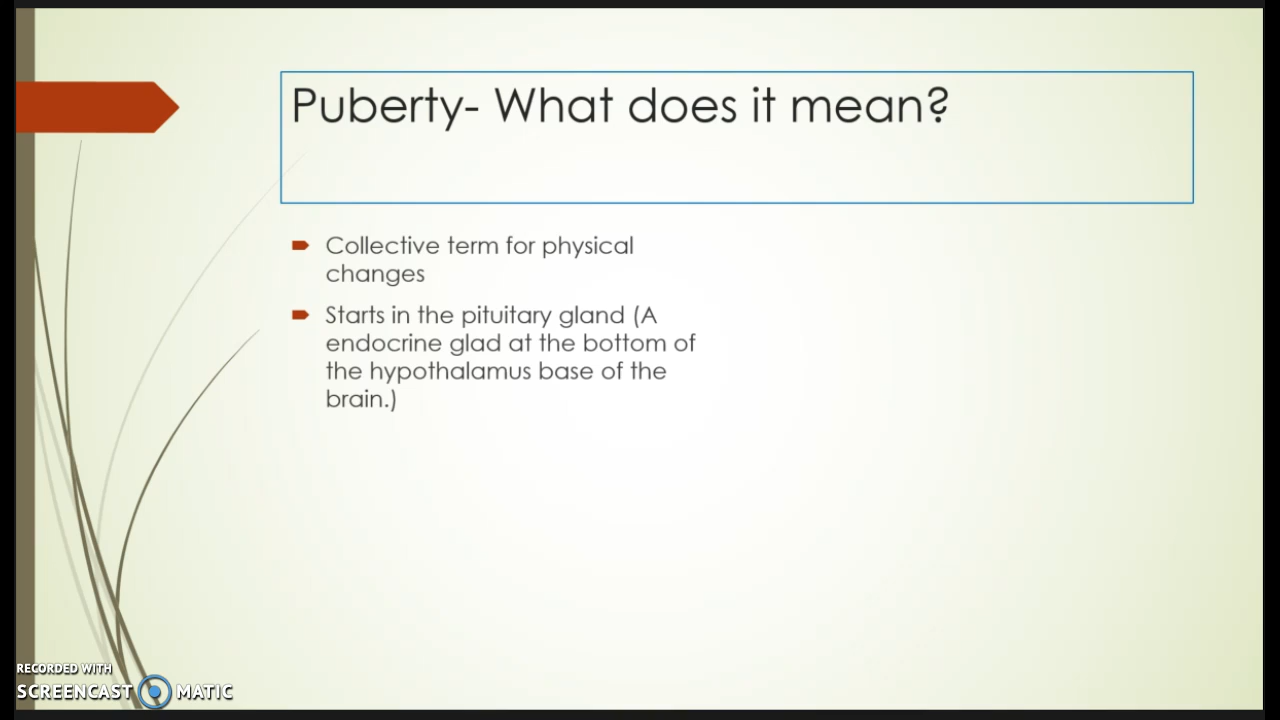 Puberty- What does it mean?
Collective term for physical
changes
Starts in the pituitary gland (A
endocrine glad at the bottom of
the hypothalamus base of the
brain.)
RECORDED WITH
SCREENCAST MATIC